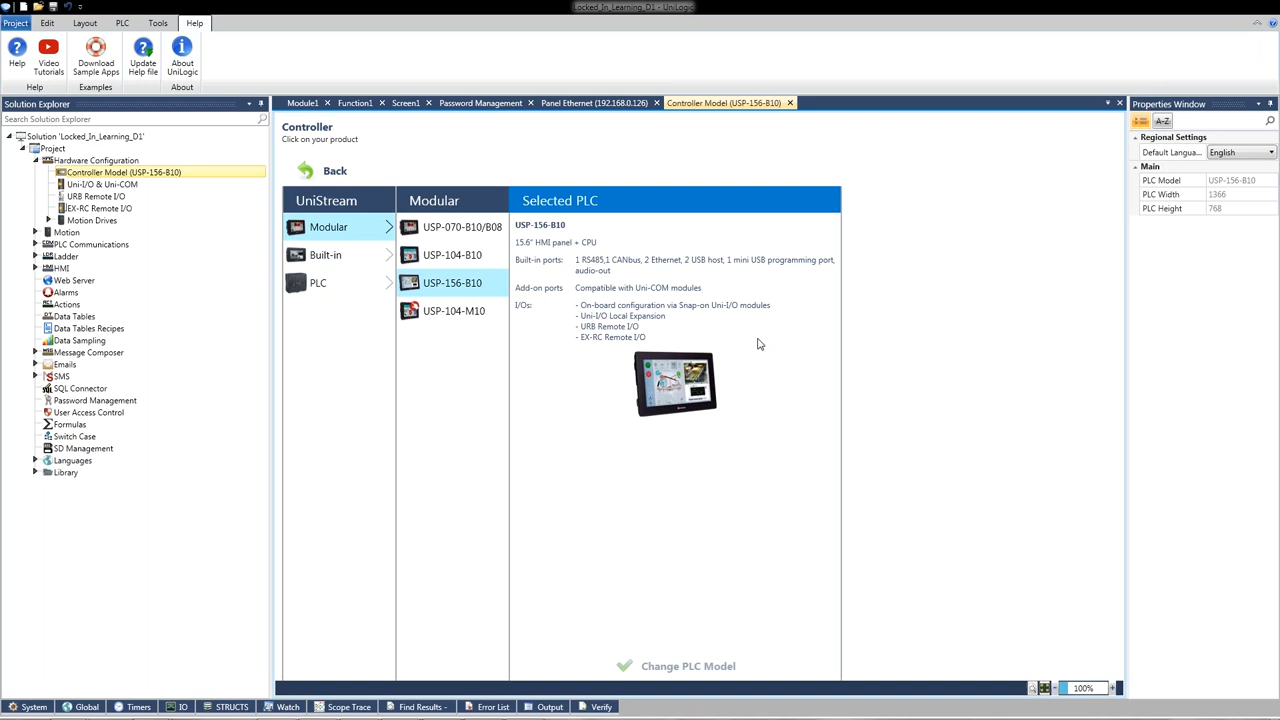 Locked_In_Learning_D1 - UniLogic
Project Edit Layout PLC Tools Help
Help Video Tutorials Download Sample Apps Update Help file About UniLogic
Help Examples About
Solution Explorer
Search Solution Explorer
Solution 'Locked_In_Learning_D1'
Project
Hardware Configuration
Controller Model (USP-156-B10)
Uni-I/O & Uni-COM
URB Remote I/O
EX-RC Remote I/O
Motion Drives
Motion
PLC Communications
Ladder
HMI
Web Server
Alarms
Actions
Data Tables
Data Tables Recipes
Data Sampling
Message Composer
Emails
SMS
SQL Connector
Password Management
User Access Control
Formulas
Switch Case
SD Management
Languages
Library
Module1 Function1 Screen1 Password Management Panel Ethernet (192.168.0.126) Controller Model (USP-156-B10)
Controller
Click on your product
Back
UniStream Modular Selected PLC
Modular
Built-in
PLC
USP-070-B10/B08
USP-104-B10
USP-156-B10
USP-104-M10
USP-156-B10
15.6" HMI panel + CPU
Built-in ports: 1 RS485,1 CANbus, 2 Ethernet, 2 USB host, 1 mini USB programming port,
audio-out
Add-on ports Compatible with Uni-COM modules
I/Os: - On-board configuration via Snap-on Uni-I/O modules
- Uni-I/O Local Expansion
- URB Remote I/O
- EX-RC Remote I/O
Change PLC Model
100%
Properties Window
A-Z
Regional Settings
Default Langua... English
Main
PLC Model USP-156-B10
PLC Width 1366
PLC Height 768
System Global Timers IO STRUCTS Watch Scope Trace Find Results - Error List Output Verify